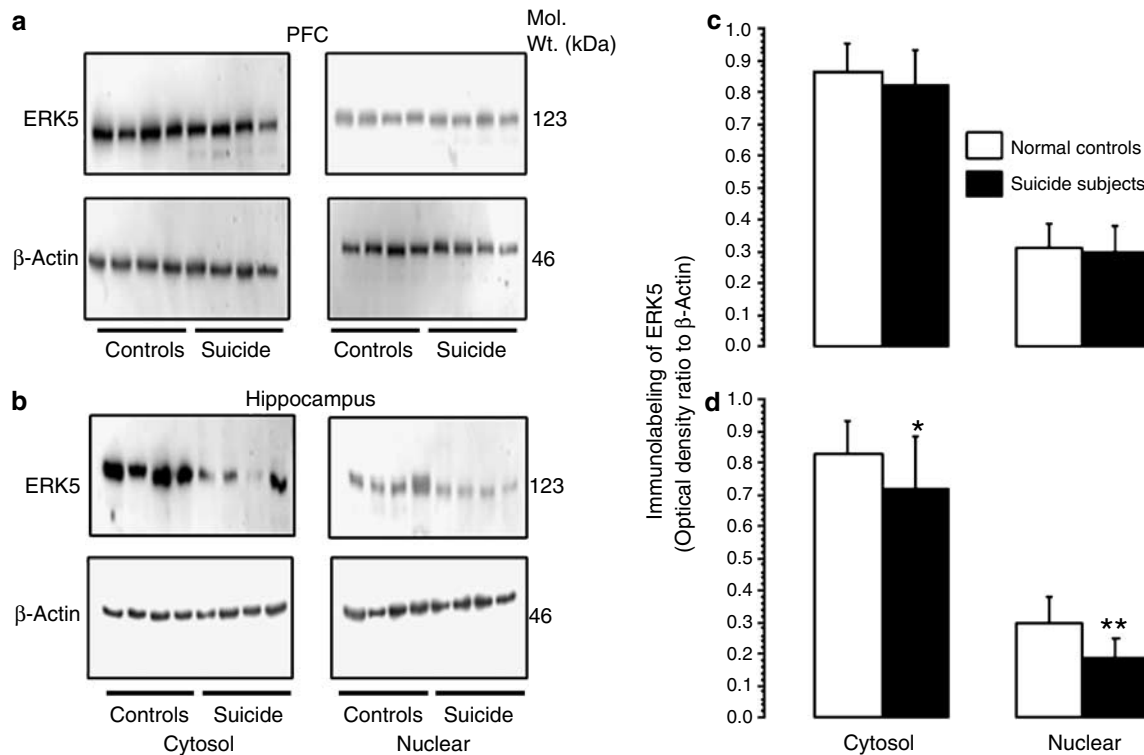 a
PFC
Mol.
Wt. (kDa)
ERK5
123
β-Actin
46
Controls Suicide
Controls Suicide
b
Hippocampus
ERK5
123
β-Actin
46
Controls Suicide
Controls Suicide
Cytosol
Nuclear
Immunolabeling of ERK5
(Optical density ratio to β-Actin)
c
1.0
0.9
0.8
0.7
0.6
0.5
0.4
0.3
0.2
0.1
0.0
Normal controls
Suicide subjects
d
1.0
0.9
0.8
0.7
0.6
0.5
0.4
0.3
0.2
0.1
0.0
*
**
Cytosol
Nuclear